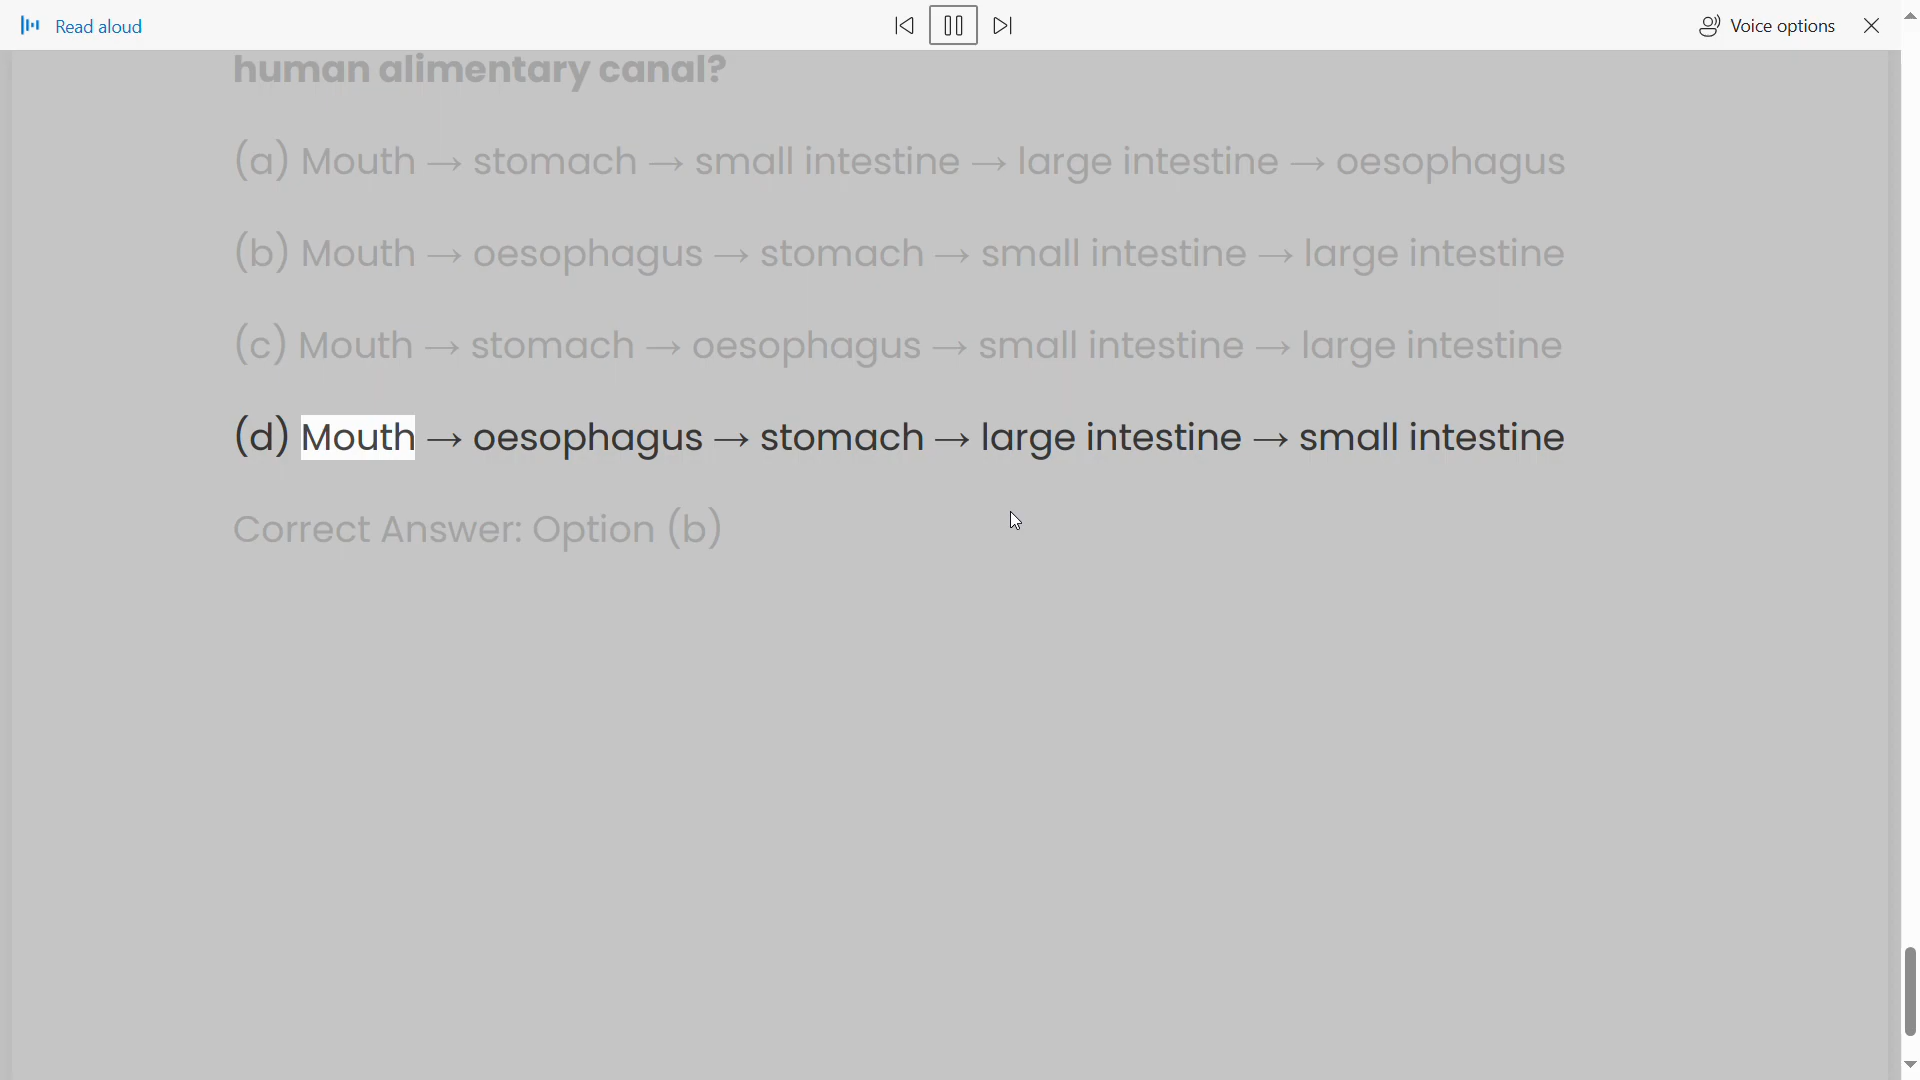 Read aloud
Voice options
human alimentary canal?
(a) Mouth → stomach → small intestine → large intestine → oesophagus
(b) Mouth → oesophagus → stomach → small intestine → large intestine
(c) Mouth → stomach → oesophagus → small intestine → large intestine
(d) Mouth → oesophagus → stomach → large intestine → small intestine
Correct Answer: Option (b)